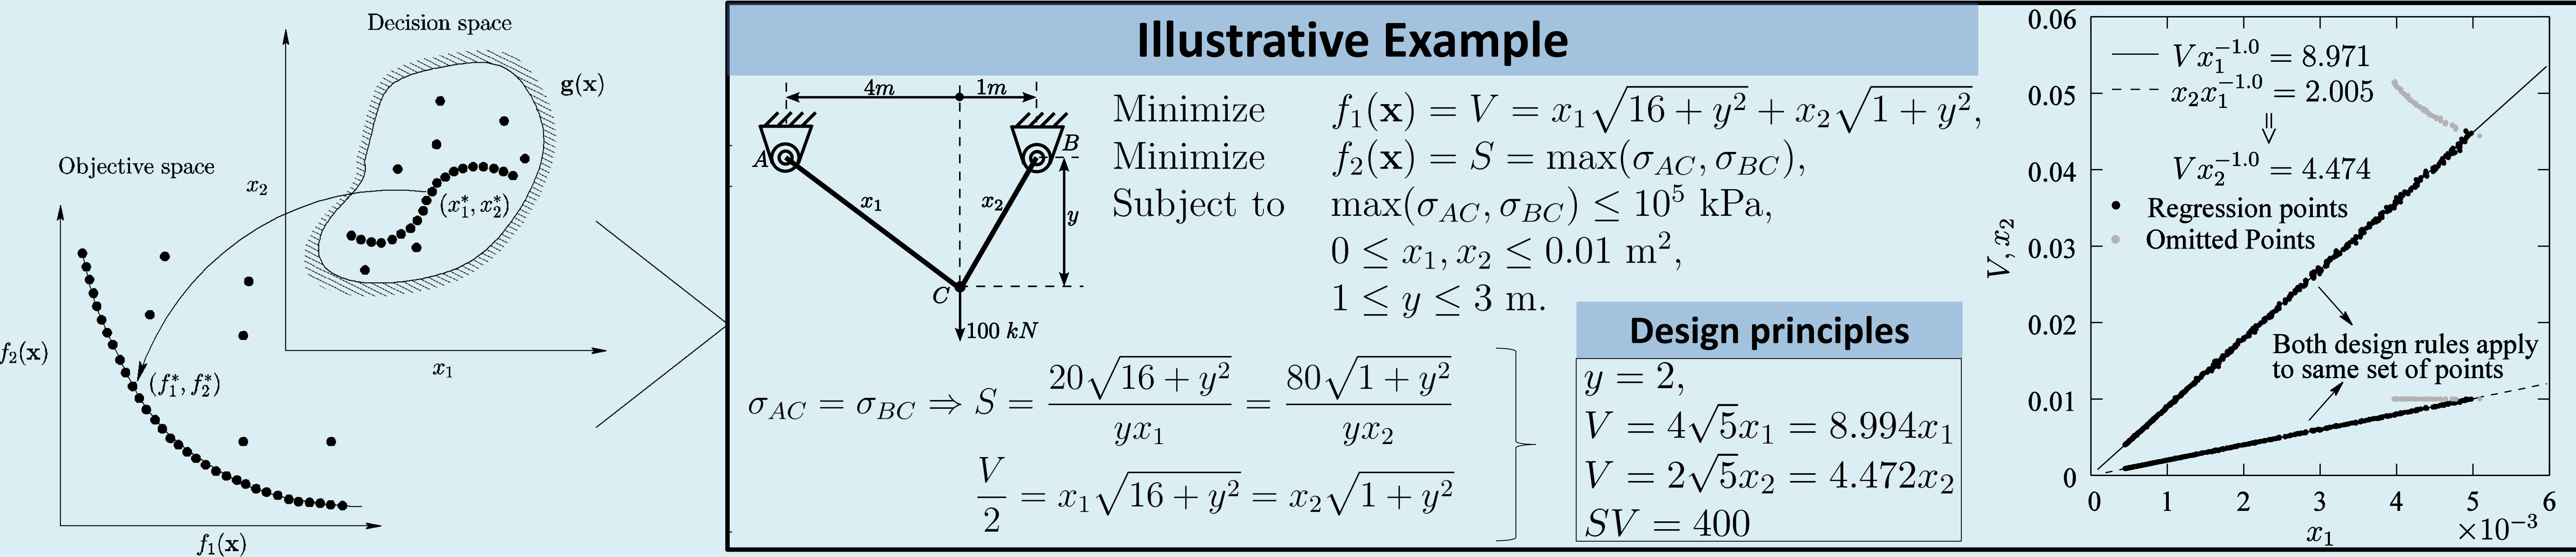 Decision space
g(x)
x₂
(x₁*, x₂*)
x₁
Objective space
f₂(x)
(f₁*, f₂*)
f₁(x)
Illustrative Example
4m
1m
A
B
x₁
x₂
y
C
100 kN
Minimize f₁(x) = V = x₁√(16 + y²) + x₂√(1 + y²),
Minimize f₂(x) = S = max(σ_AC, σ_BC),
Subject to max(σ_AC, σ_BC) ≤ 10⁵ kPa,
0 ≤ x₁, x₂ ≤ 0.01 m²,
1 ≤ y ≤ 3 m.
σ_AC = σ_BC ⇒ S = 20√(16 + y²) / yx₁ = 80√(1 + y²) / yx₂
V/2 = x₁√(16 + y²) = x₂√(1 + y²)
Design principles
y = 2,
V = 4√5x₁ = 8.994x₁
V = 2√5x₂ = 4.472x₂
SV = 400
Vx₁^-1.0 = 8.971
x₂x₁^-1.0 = 2.005
⇓
Vx₂^-1.0 = 4.474
Regression points
Omitted Points
Both design rules apply
to same set of points
V, x₂
0.06
0.05
0.04
0.03
0.02
0.01
0
0 1 2 3 4 5 6
x₁
×10⁻³